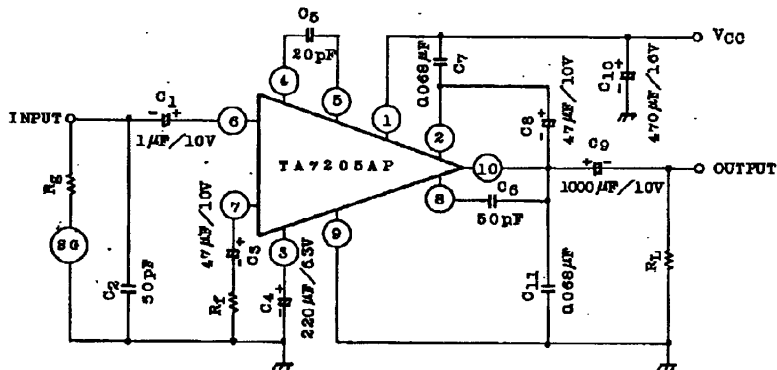 C5
20pF
4
5
1
0.068μF
C7
VCC
C10
+
-
470μF/16V
INPUT
C1
-
+
1μF/10V
6
2
C8
+
-
47μF/10V
TA7205AP
10
C9
+
-
1000μF/10V
OUTPUT
Rg
SG
C2
50pF
47μF/10V
7
+
-
C3
Rf
3
C4
+
-
220μF/6.3V
9
8
C6
50pF
C11
0.068μF
RL